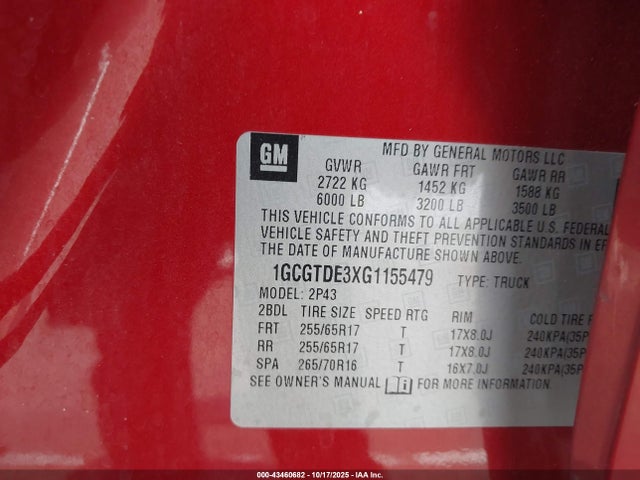 GM
MFD BY GENERAL MOTORS LLC
GVWR GAWR FRT GAWR RR
2722 KG 1452 KG 1588 KG
6000 LB 3200 LB 3500 LB
THIS VEHICLE CONFORMS TO ALL APPLICABLE U.S. FEDERAL
VEHICLE SAFETY AND THEFT PREVENTION STANDARDS IN EF
THE DATE OF MANUFACTURE SHOWN ABOVE.
1GCGTDE3XG1155479 TYPE: TRUCK
MODEL: 2P43
2BDL TIRE SIZE SPEED RTG RIM COLD TIRE
FRT 255/65R17 T 17X8.0J 240KPA(35P
RR 255/65R17 T 17X8.0J 240KPA(35P
SPA 265/70R16 T 16X7.0J 240KPA(35P
SEE OWNER'S MANUAL FOR MORE INFORMATION
000-43460682 - 10/17/2025 - IAA Inc.